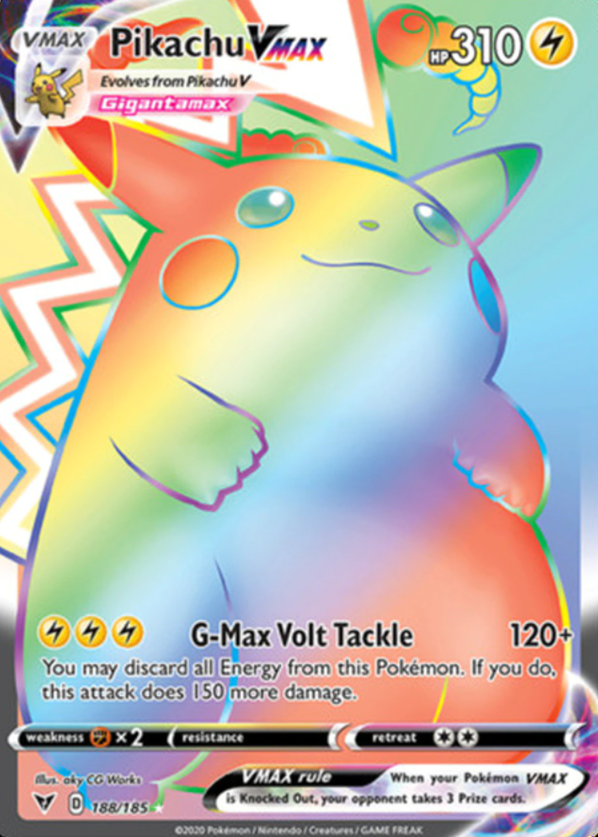 VMAX
Pikachu VMAX
HP 310
Evolves from Pikachu V
Gigantamax
G-Max Volt Tackle 120+
You may discard all Energy from this Pokémon. If you do,
this attack does 150 more damage.
weakness ×2 resistance retreat
Illus. aky CG Works
VMAX rule When your Pokémon VMAX
is Knocked Out, your opponent takes 3 Prize cards.
D 188/185
©2020 Pokémon / Nintendo / Creatures / GAME FREAK